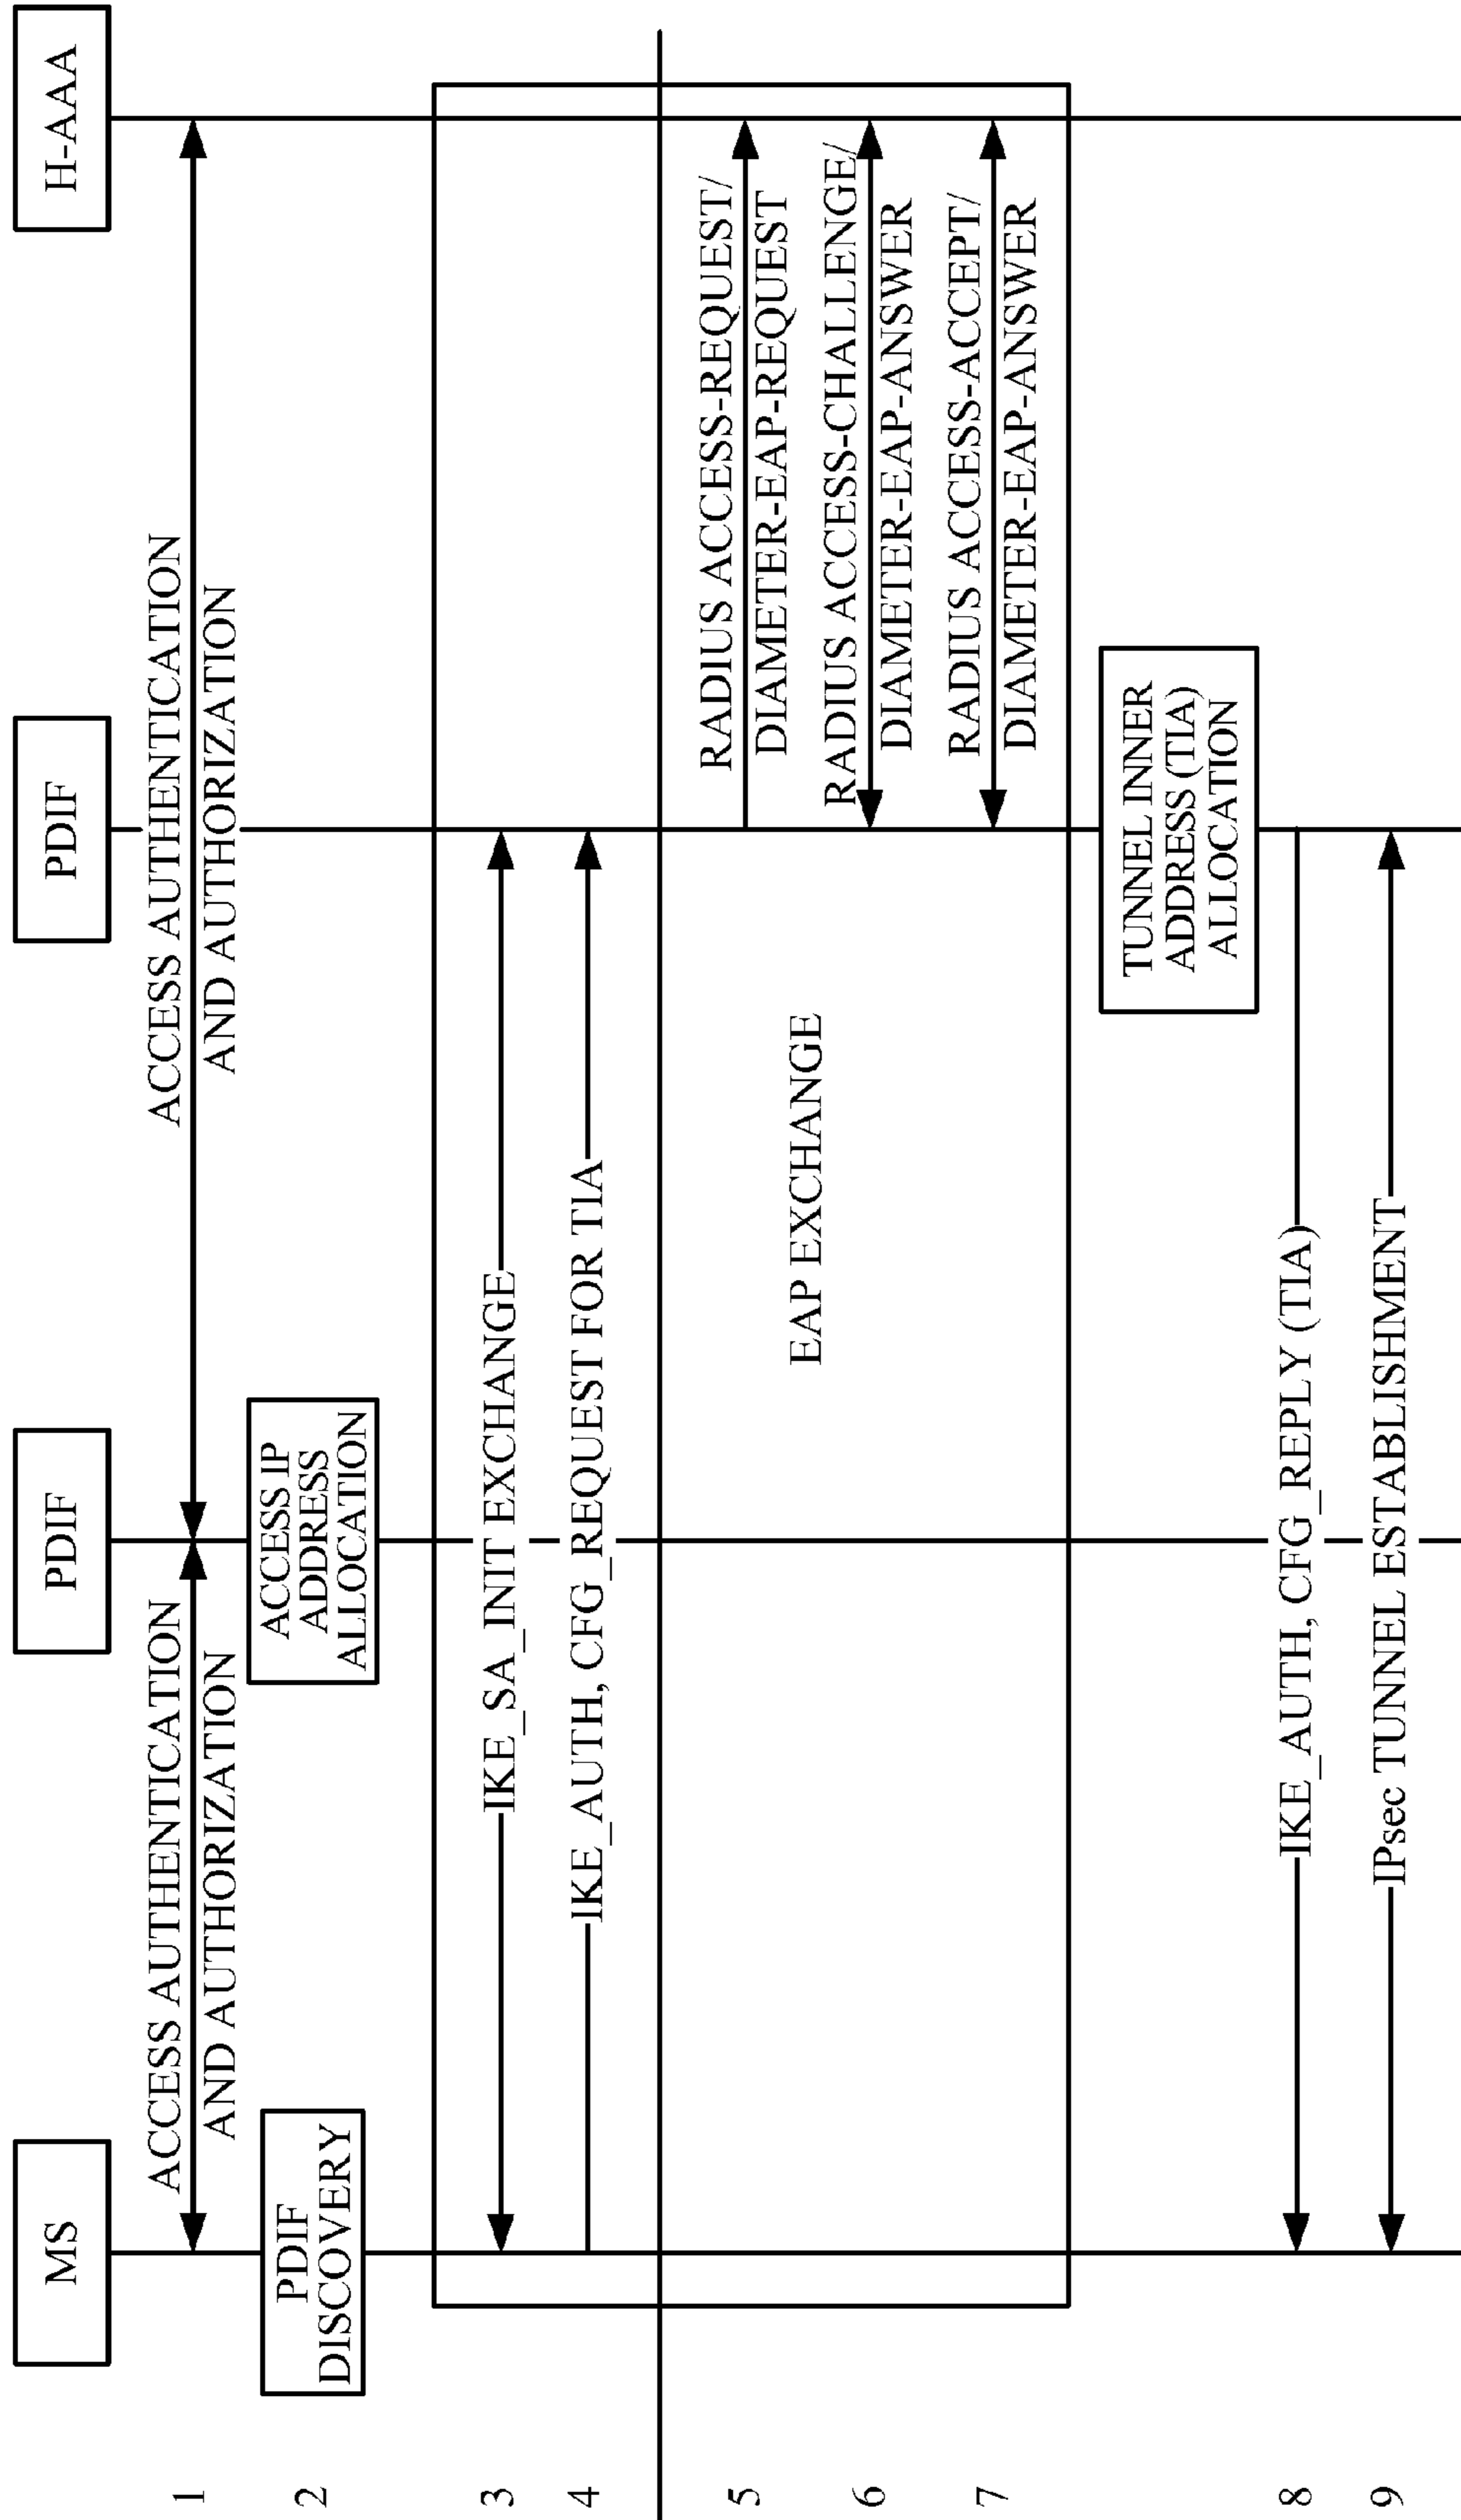 MS
PDIF
PDIF
H-AAA
1
ACCESS AUTHENTICATION
AND AUTHORIZATION
ACCESS AUTHENTICATION
AND AUTHORIZATION
2
PDIF
DISCOVERY
ACCESS IP
ADDRESS
ALLOCATION
3
IKE_SA_INIT EXCHANGE
4
IKE_AUTH, CFG_REQUEST FOR TIA
5
RADIUS ACCESS-REQUEST/
DIAMETER-EAP-REQUEST
EAP EXCHANGE
6
RADIUS ACCESS-CHALLENGE/
DIAMETER-EAP-ANSWER
7
RADIUS ACCESS-ACCEPT/
DIAMETER-EAP-ANSWER
TUNNEL INNER
ADDRESS (TIA)
ALLOCATION
8
IKE_AUTH, CFG_REPLY (TIA)
9
IPsec TUNNEL ESTABLISHMENT